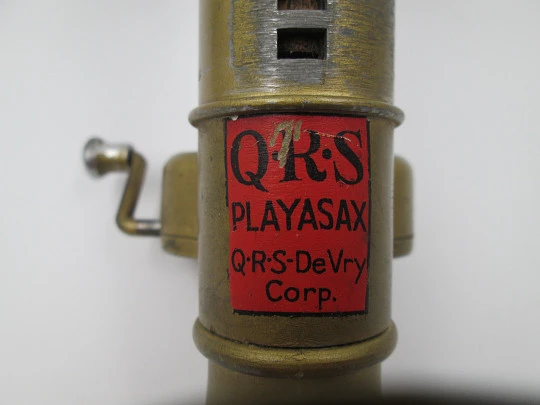 Q·R·S
PLAYASAX
Q·R·S-DeVry
Corp.